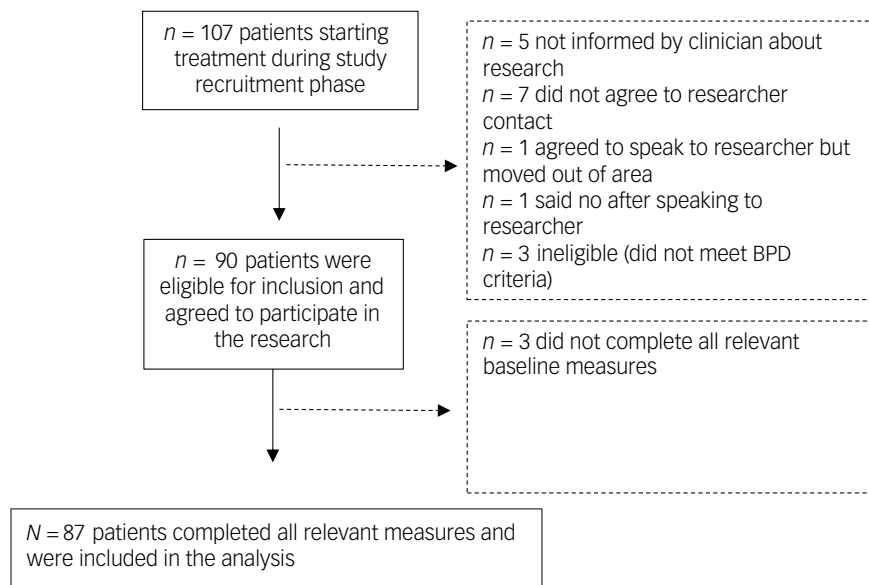 n = 107 patients starting
treatment during study
recruitment phase
n = 5 not informed by clinician about
research
n = 7 did not agree to researcher
contact
n = 1 agreed to speak to researcher but
moved out of area
n = 1 said no after speaking to
researcher
n = 3 ineligible (did not meet BPD
criteria)
n = 90 patients were
eligible for inclusion and
agreed to participate in
the research
n = 3 did not complete all relevant
baseline measures
N = 87 patients completed all relevant measures and
were included in the analysis